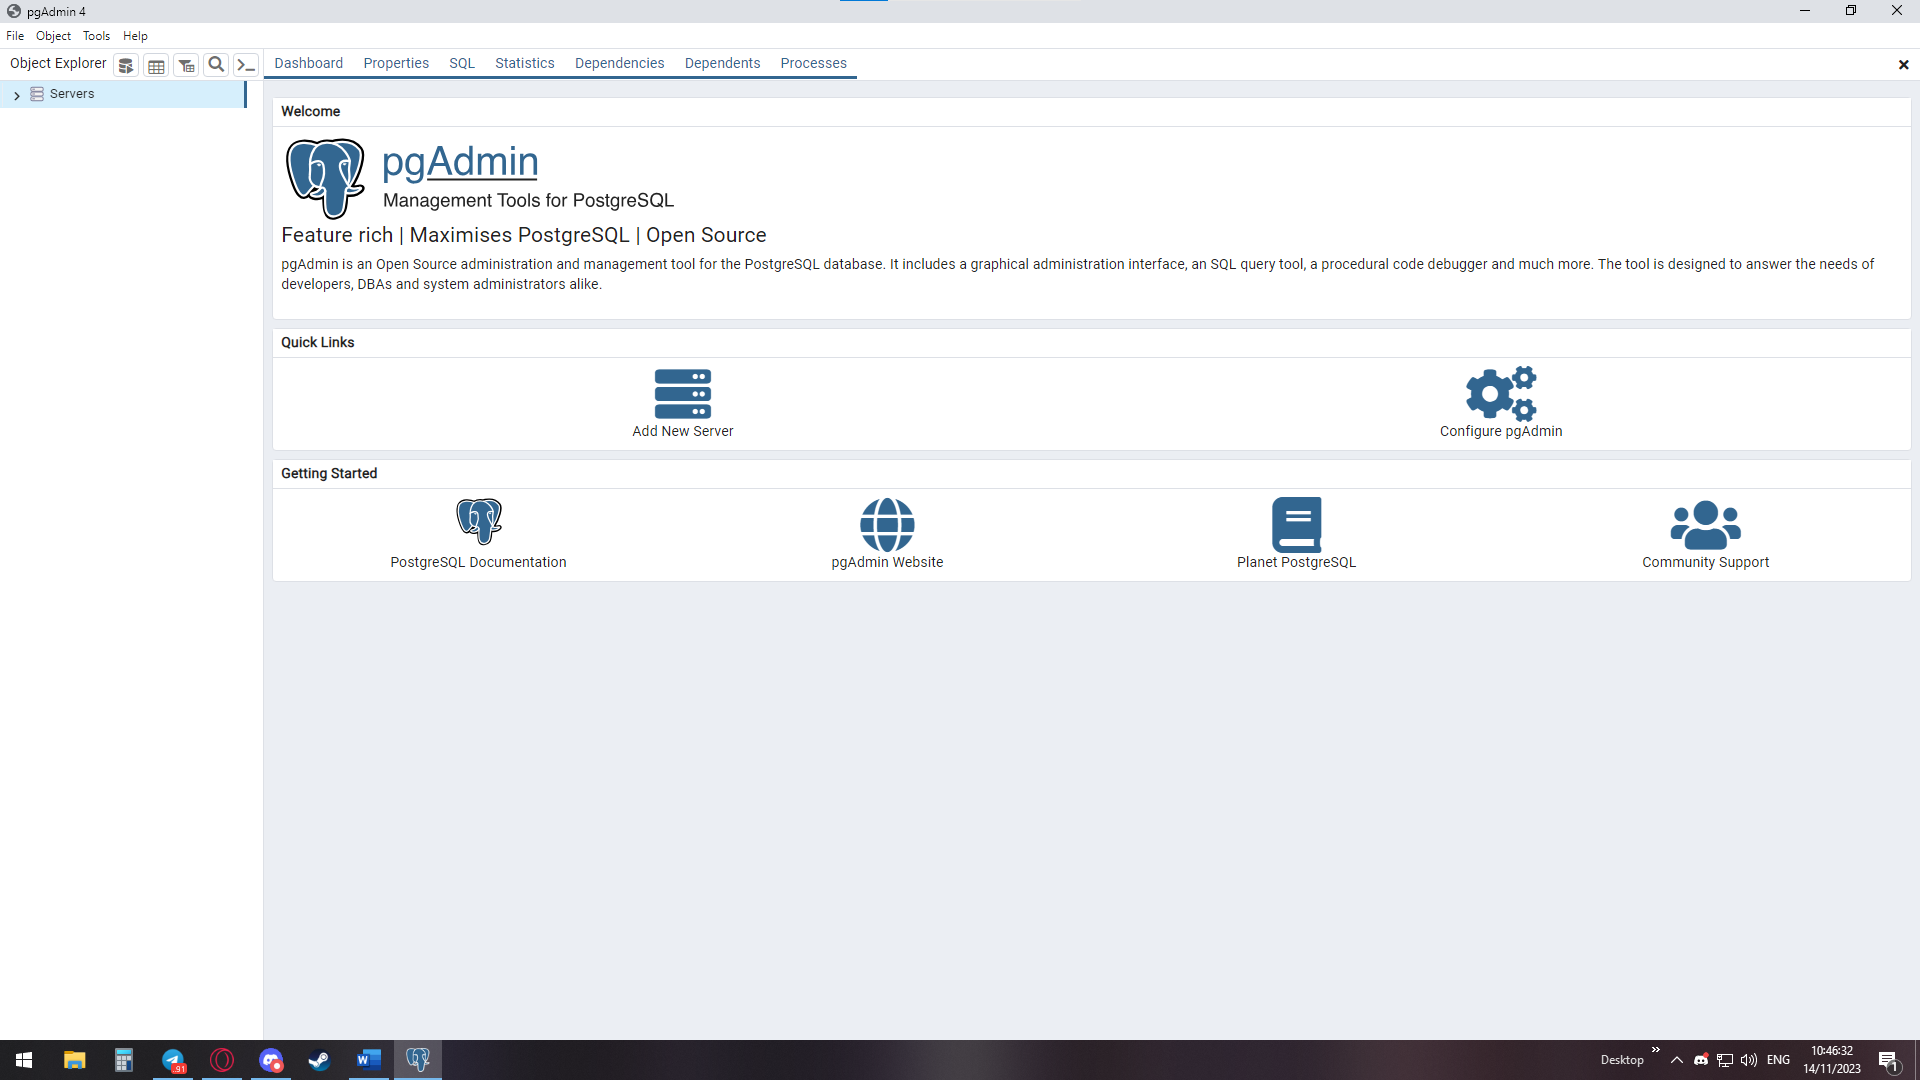 pgAdmin 4
File Object Tools Help
Object Explorer
Dashboard Properties SQL Statistics Dependencies Dependents Processes
Servers
Welcome
pgAdmin
Management Tools for PostgreSQL
Feature rich | Maximises PostgreSQL | Open Source
pgAdmin is an Open Source administration and management tool for the PostgreSQL database. It includes a graphical administration interface, an SQL query tool, a procedural code debugger and much more. The tool is designed to answer the needs of
developers, DBAs and system administrators alike.
Quick Links
Add New Server
Configure pgAdmin
Getting Started
PostgreSQL Documentation
pgAdmin Website
Planet PostgreSQL
Community Support
91
W
Desktop
ENG
10:46:32
14/11/2023
1